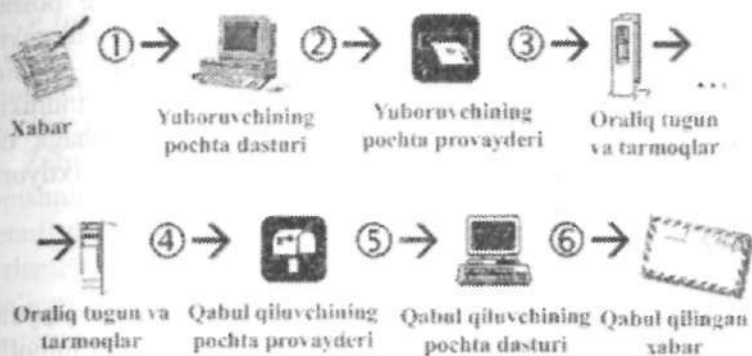 ① ② ③
Xabar
Yuboruvchining
pochta dasturi
Yuboruvchining
pochta provayderi
Oraliq tugun
va tarmoqlar
...
④ ⑤ ⑥
Oraliq tugun va
tarmoqlar
Qabul qiluvchining
pochta provayderi
Qabul qiluvchining
pochta dasturi
Qabul qilingan
xabar